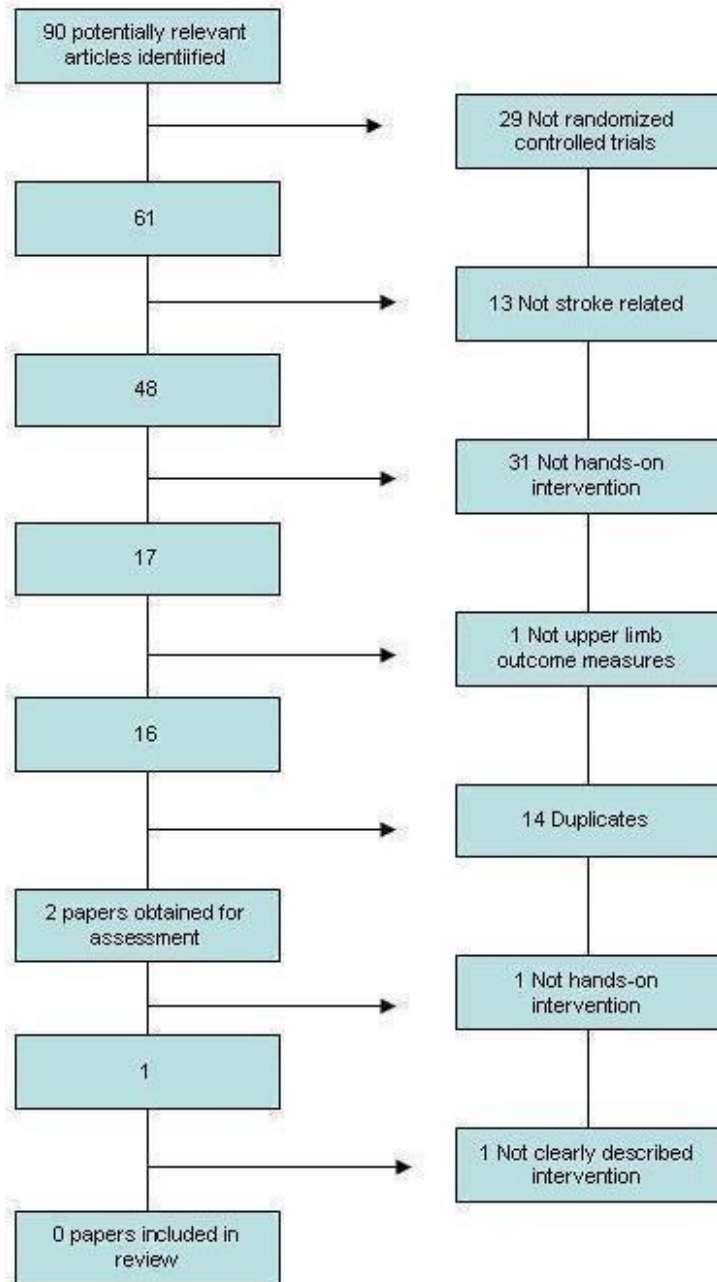 90 potentially relevant
articles identiified
29 Not randomized
controlled trials
61
13 Not stroke related
48
31 Not hands-on
intervention
17
1 Not upper limb
outcome measures
16
14 Duplicates
2 papers obtained for
assessment
1 Not hands-on
intervention
1
1 Not clearly described
intervention
0 papers included in
review